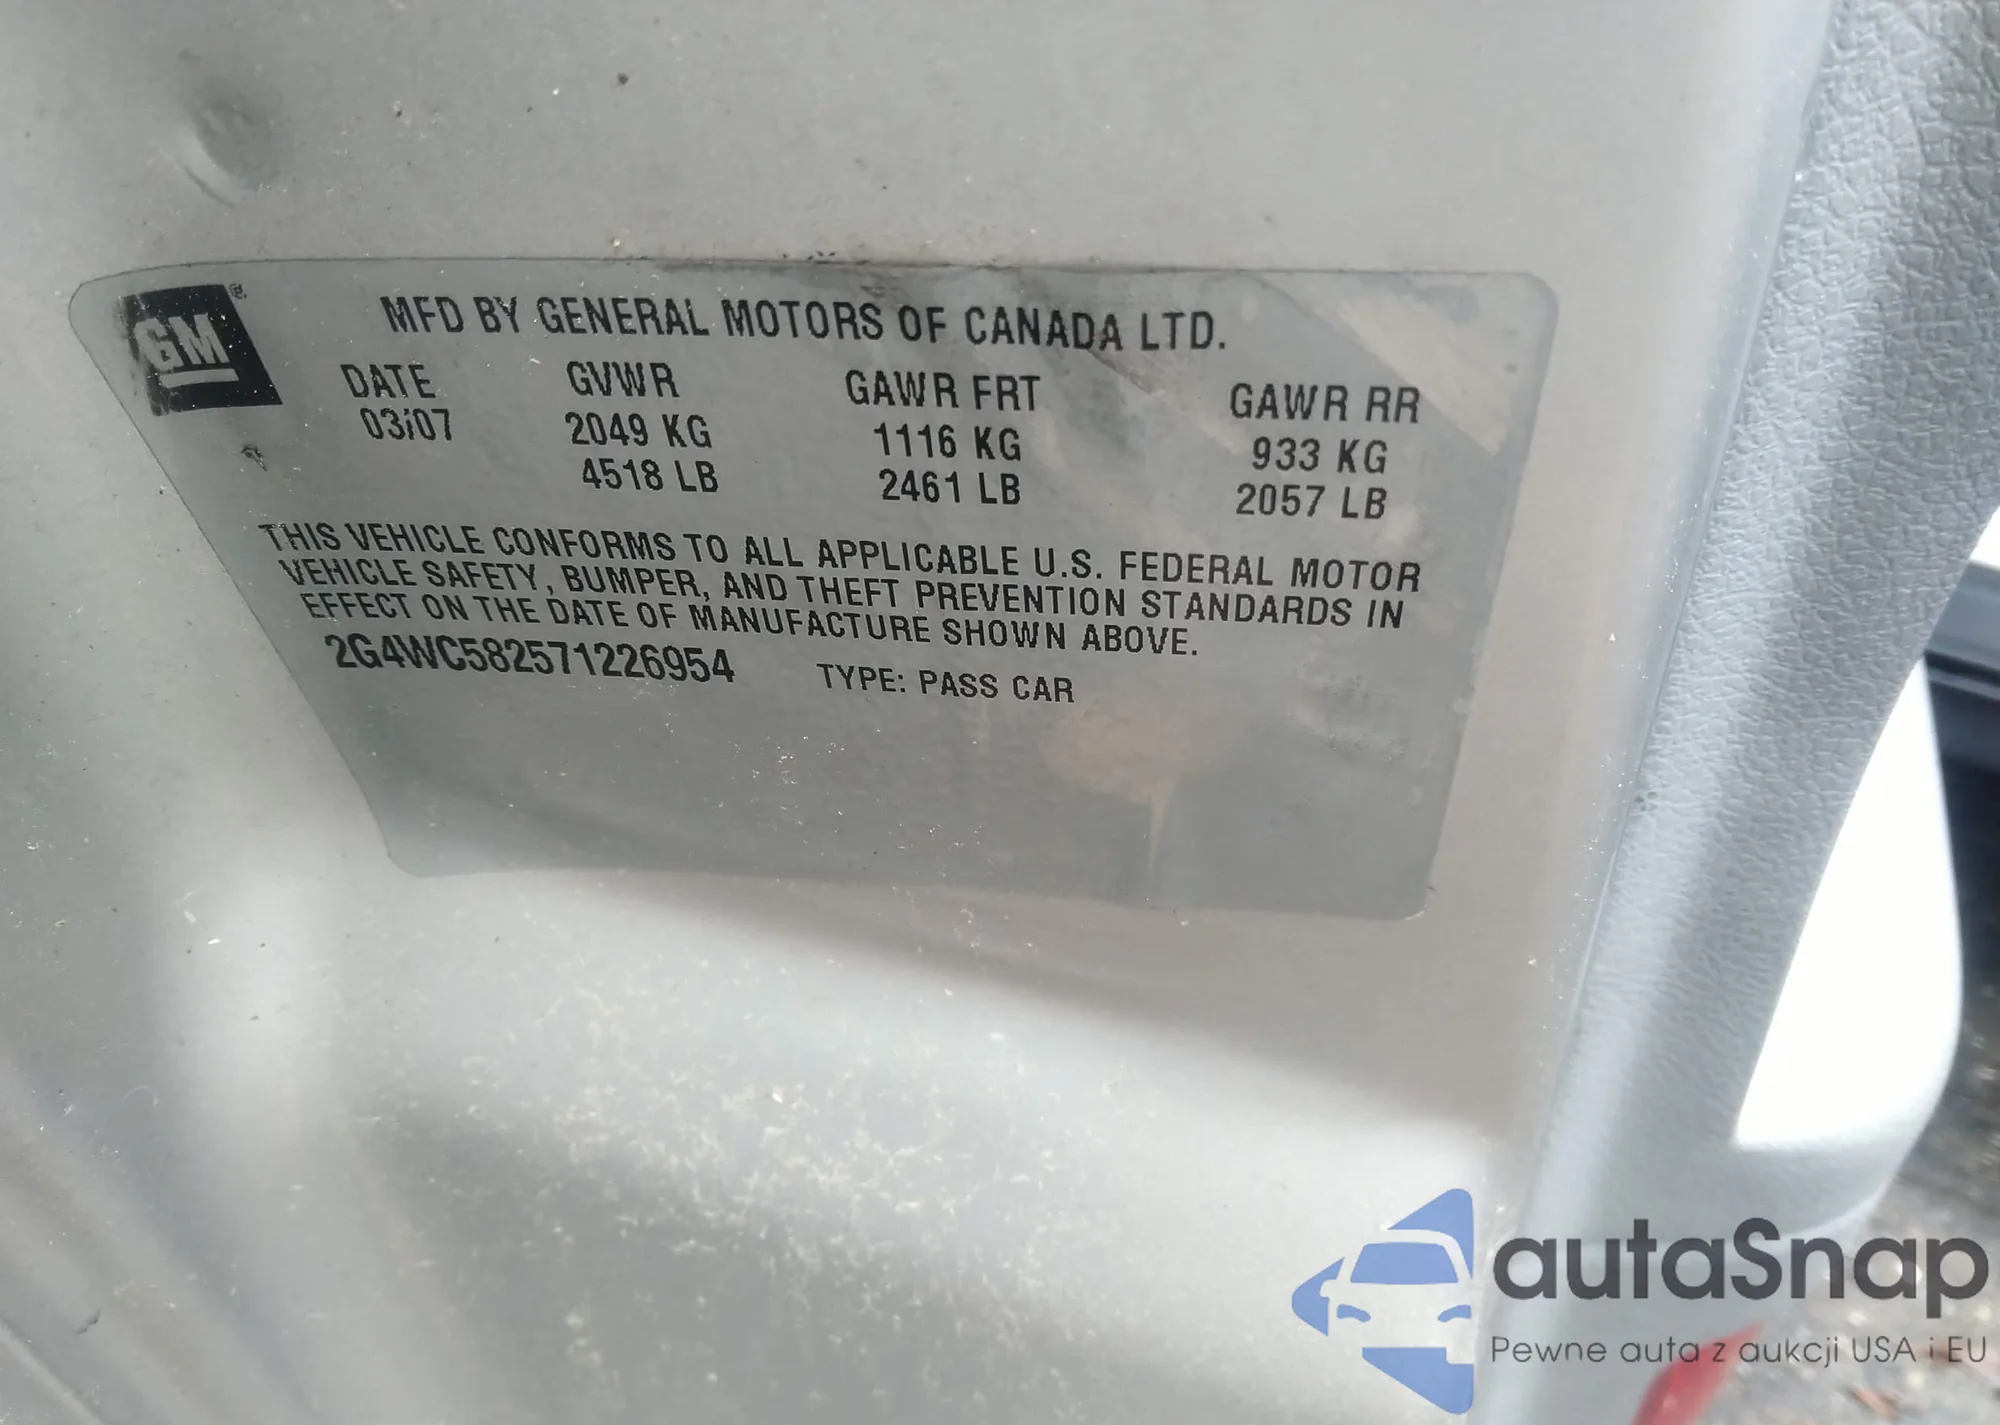 GM ®
MFD BY GENERAL MOTORS OF CANADA LTD.
DATE GVWR GAWR FRT GAWR RR
03/07 2049 KG 1116 KG 933 KG
4518 LB 2461 LB 2057 LB
THIS VEHICLE CONFORMS TO ALL APPLICABLE U.S. FEDERAL MOTOR
VEHICLE SAFETY, BUMPER, AND THEFT PREVENTION STANDARDS IN
EFFECT ON THE DATE OF MANUFACTURE SHOWN ABOVE.
2G4WC582571226954 TYPE: PASS CAR
autaSnap
Pewne auta z aukcji USA i EU